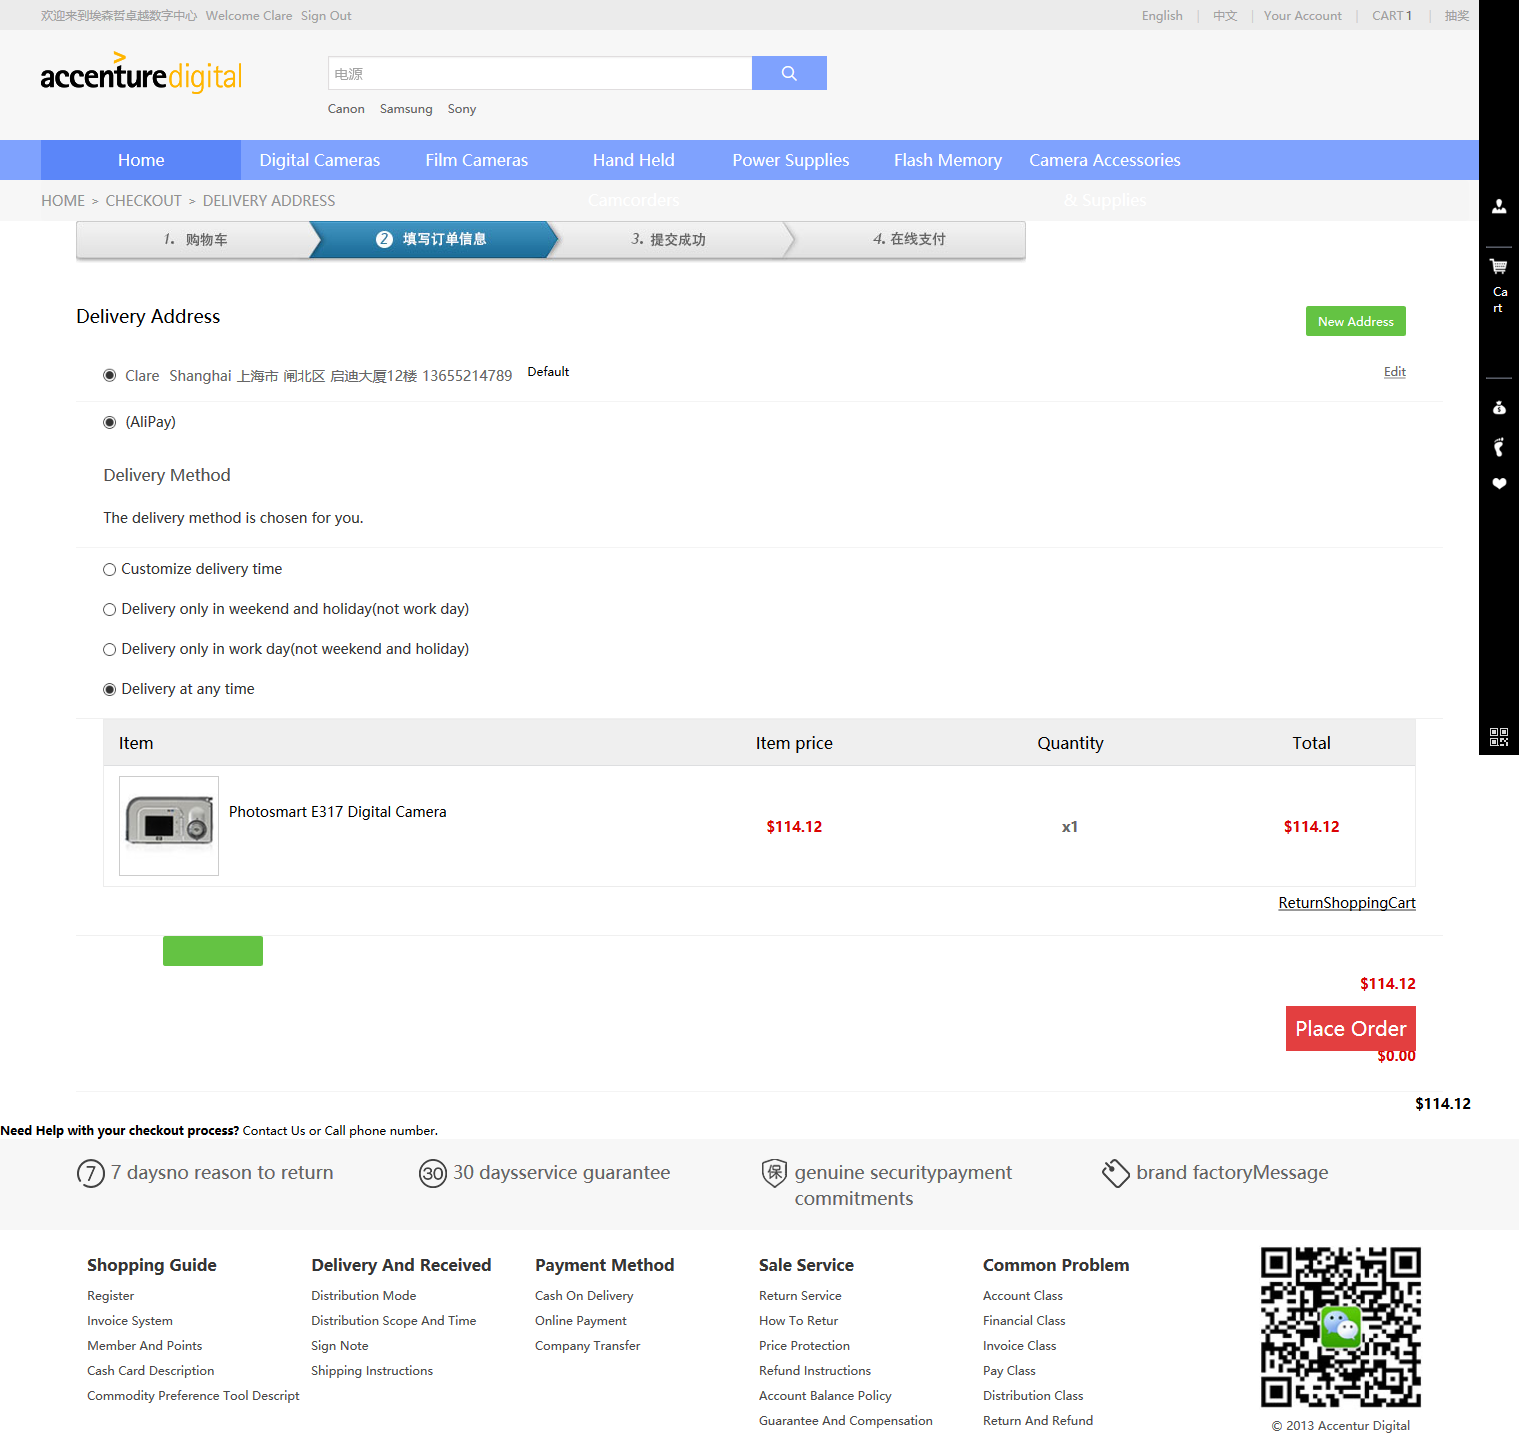 欢迎来到埃森哲卓越数字中心 Welcome Clare Sign Out
English | 中文 | Your Account | CART 1 | 抽奖
accenturedigital
电源
Canon Samsung Sony
Home Digital Cameras Film Cameras Hand Held Camcorders Power Supplies Flash Memory Camera Accessories & Supplies
HOME > CHECKOUT > DELIVERY ADDRESS
1. 购物车 2 填写订单信息 3. 提交成功 4. 在线支付
Cart
Delivery Address
New Address
Clare Shanghai 上海市 闸北区 启迪大厦12楼 13655214789 Default Edit
(AliPay)
Delivery Method
The delivery method is chosen for you.
Customize delivery time
Delivery only in weekend and holiday(not work day)
Delivery only in work day(not weekend and holiday)
Delivery at any time
Item Item price Quantity Total
Photosmart E317 Digital Camera $114.12 x1 $114.12
ReturnShoppingCart
$114.12
Place Order
$0.00
$114.12
Need Help with your checkout process? Contact Us or Call phone number.
7 7 daysno reason to return
30 30 daysservice guarantee
保 genuine securitypayment
commitments
brand factoryMessage
Shopping Guide
Register
Invoice System
Member And Points
Cash Card Description
Commodity Preference Tool Descript
Delivery And Received
Distribution Mode
Distribution Scope And Time
Sign Note
Shipping Instructions
Payment Method
Cash On Delivery
Online Payment
Company Transfer
Sale Service
Return Service
How To Retur
Price Protection
Refund Instructions
Account Balance Policy
Guarantee And Compensation
Common Problem
Account Class
Financial Class
Invoice Class
Pay Class
Distribution Class
Return And Refund
© 2013 Accentur Digital